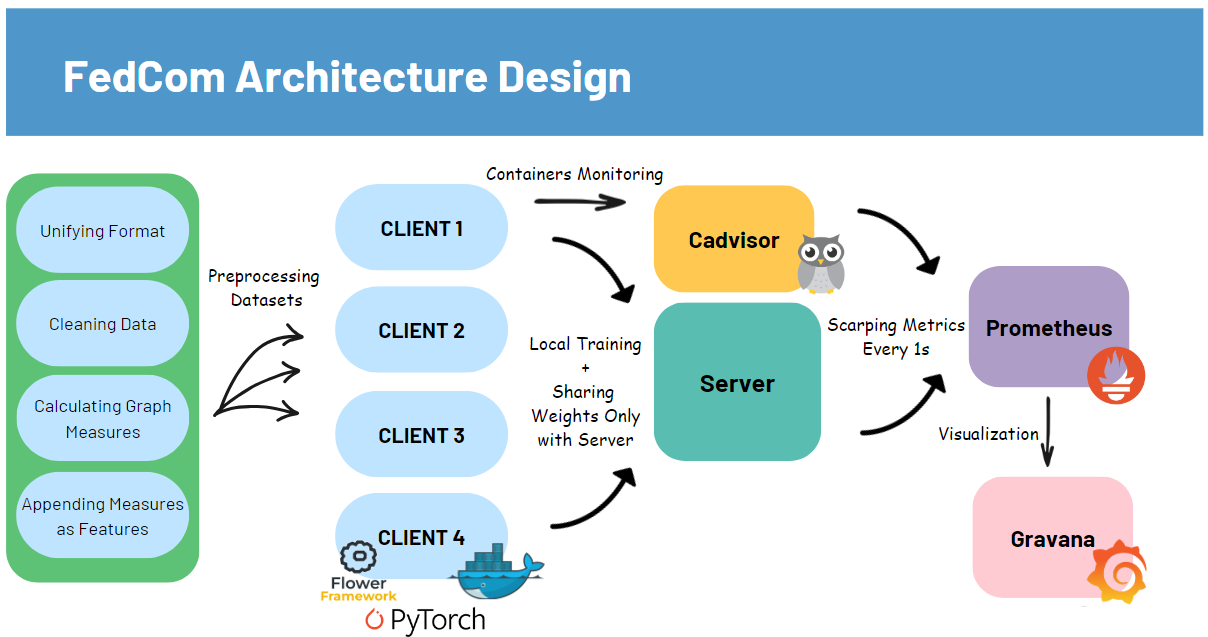 FedCom Architecture Design
Unifying Format
Cleaning Data
Calculating Graph
Measures
Appending Measures
as Features
Preprocessing
Datasets
CLIENT 1
CLIENT 2
CLIENT 3
CLIENT 4
Flower
Framework
PyTorch
Containers Monitoring
Local Training
+
Sharing
Weights Only
with Server
Cadvisor
Server
Scarping Metrics
Every 1s
Prometheus
Visualization
Gravana